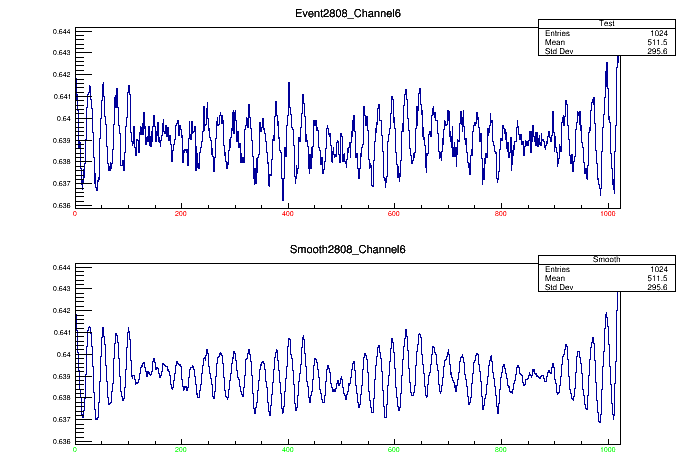 Event2808_Channel6
Test
Entries 1024
Mean 511.5
Std Dev 295.6
0.644
0.643
0.642
0.641
0.64
0.639
0.638
0.637
0.636
0 200 400 600 800 1000
Smooth2808_Channel6
Smooth
Entries 1024
Mean 511.5
Std Dev 295.6
0.644
0.643
0.642
0.641
0.64
0.639
0.638
0.637
0.636
0 200 400 600 800 1000